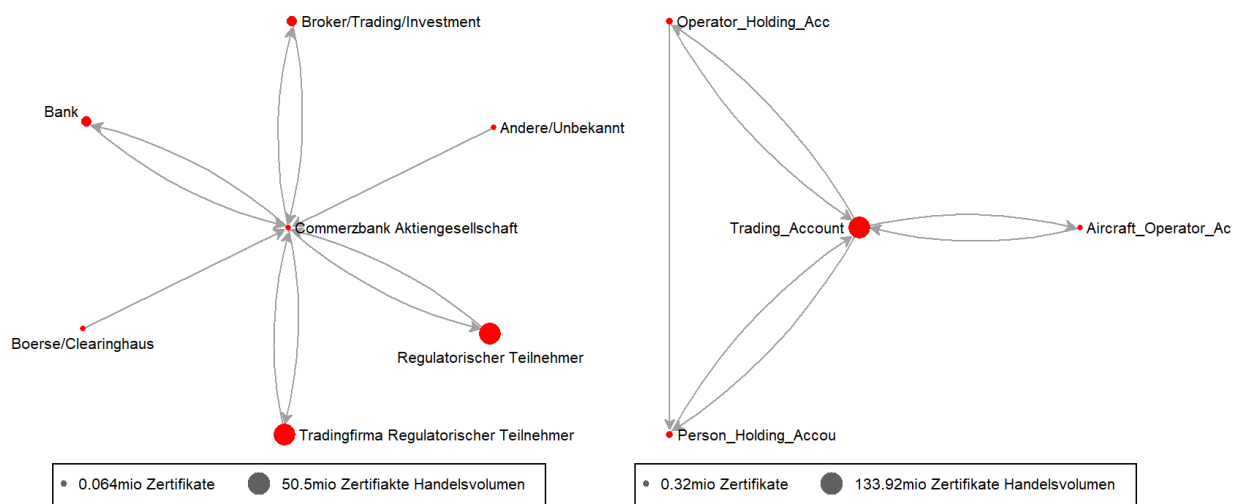 Broker/Trading/Investment
Bank
Andere/Unbekannt
Commerzbank Aktiengesellschaft
Boerse/Clearinghaus
Regulatorischer Teilnehmer
Tradingfirma Regulatorischer Teilnehmer
0.064mio Zertifikate
50.5mio Zertifiakte Handelsvolumen
Operator_Holding_Acc
Trading_Account
Aircraft_Operator_Ac
Person_Holding_Accou
0.32mio Zertifikate
133.92mio Zertifikate Handelsvolumen